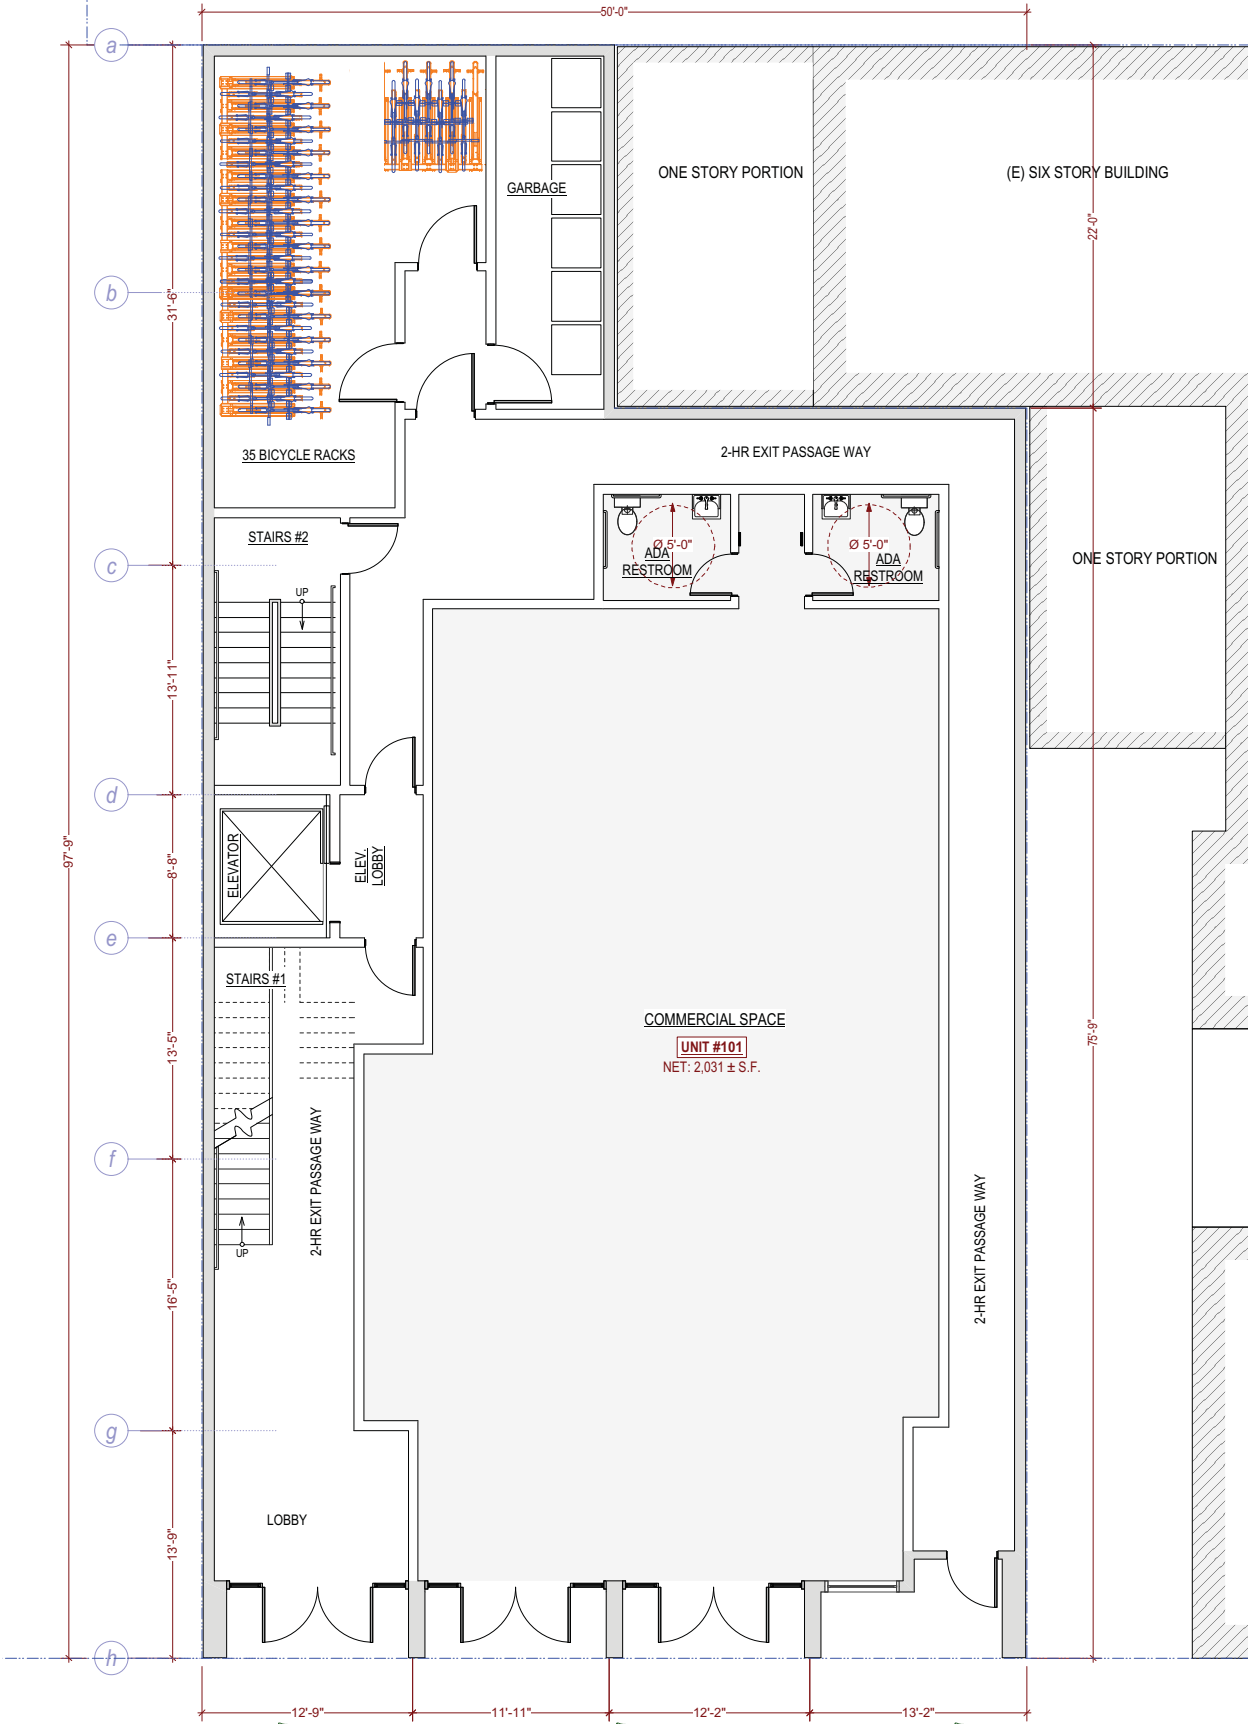 50'-0"
a
ONE STORY PORTION
(E) SIX STORY BUILDING
GARBAGE
22'-0"
b
31'-6"
35 BICYCLE RACKS
2-HR EXIT PASSAGE WAY
STAIRS #2
c
Ø 5'-0"
ADA
RESTROOM
Ø 5'-0"
ADA
RESTROOM
ONE STORY PORTION
UP
13'-11"
d
97'-9"
8'-8"
ELEVATOR
ELEV.
LOBBY
e
STAIRS #1
COMMERCIAL SPACE
UNIT #101
NET: 2,031 ± S.F.
13'-5"
75'-9"
f
2-HR EXIT PASSAGE WAY
2-HR EXIT PASSAGE WAY
UP
16'-5"
g
LOBBY
13'-9"
h
12'-9"
11'-11"
12'-2"
13'-2"